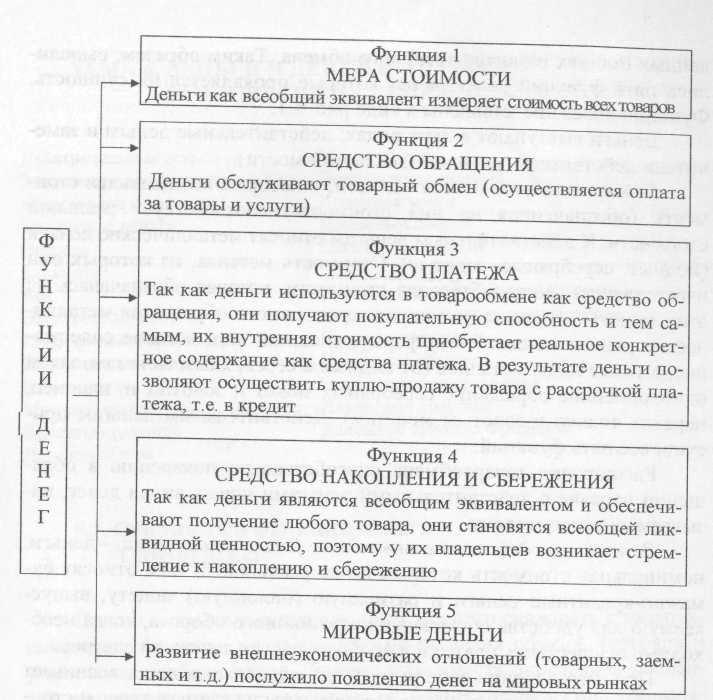 Функция 1
МЕРА СТОИМОСТИ
Деньги как всеобщий эквивалент измеряет стоимость всех товаров
Функция 2
СРЕДСТВО ОБРАЩЕНИЯ
Деньги обслуживают товарный обмен (осуществляется оплата
за товары и услуги)
ФУНКЦИИ ДЕНЕГ
Функция 3
СРЕДСТВО ПЛАТЕЖА
Так как деньги используются в товарообмене как средство об-
ращения, они получают покупательную способность и тем са-
мым, их внутренняя стоимость приобретает реальное конкрет-
ное содержание как средства платежа. В результате деньги по-
зволяют осуществить куплю-продажу товара с рассрочкой пла-
тежа, т.е. в кредит
Функция 4
СРЕДСТВО НАКОПЛЕНИЯ И СБЕРЕЖЕНИЯ
Так как деньги являются всеобщим эквивалентом и обеспечи-
вают получение любого товара, они становятся всеобщей лик-
видной ценностью, поэтому у их владельцев возникает стрем-
ление к накоплению и сбережению
Функция 5
МИРОВЫЕ ДЕНЬГИ
Развитие внешнеэкономических отношений (товарных, заем-
ных и т.д.) послужило появлению денег на мировых рынках